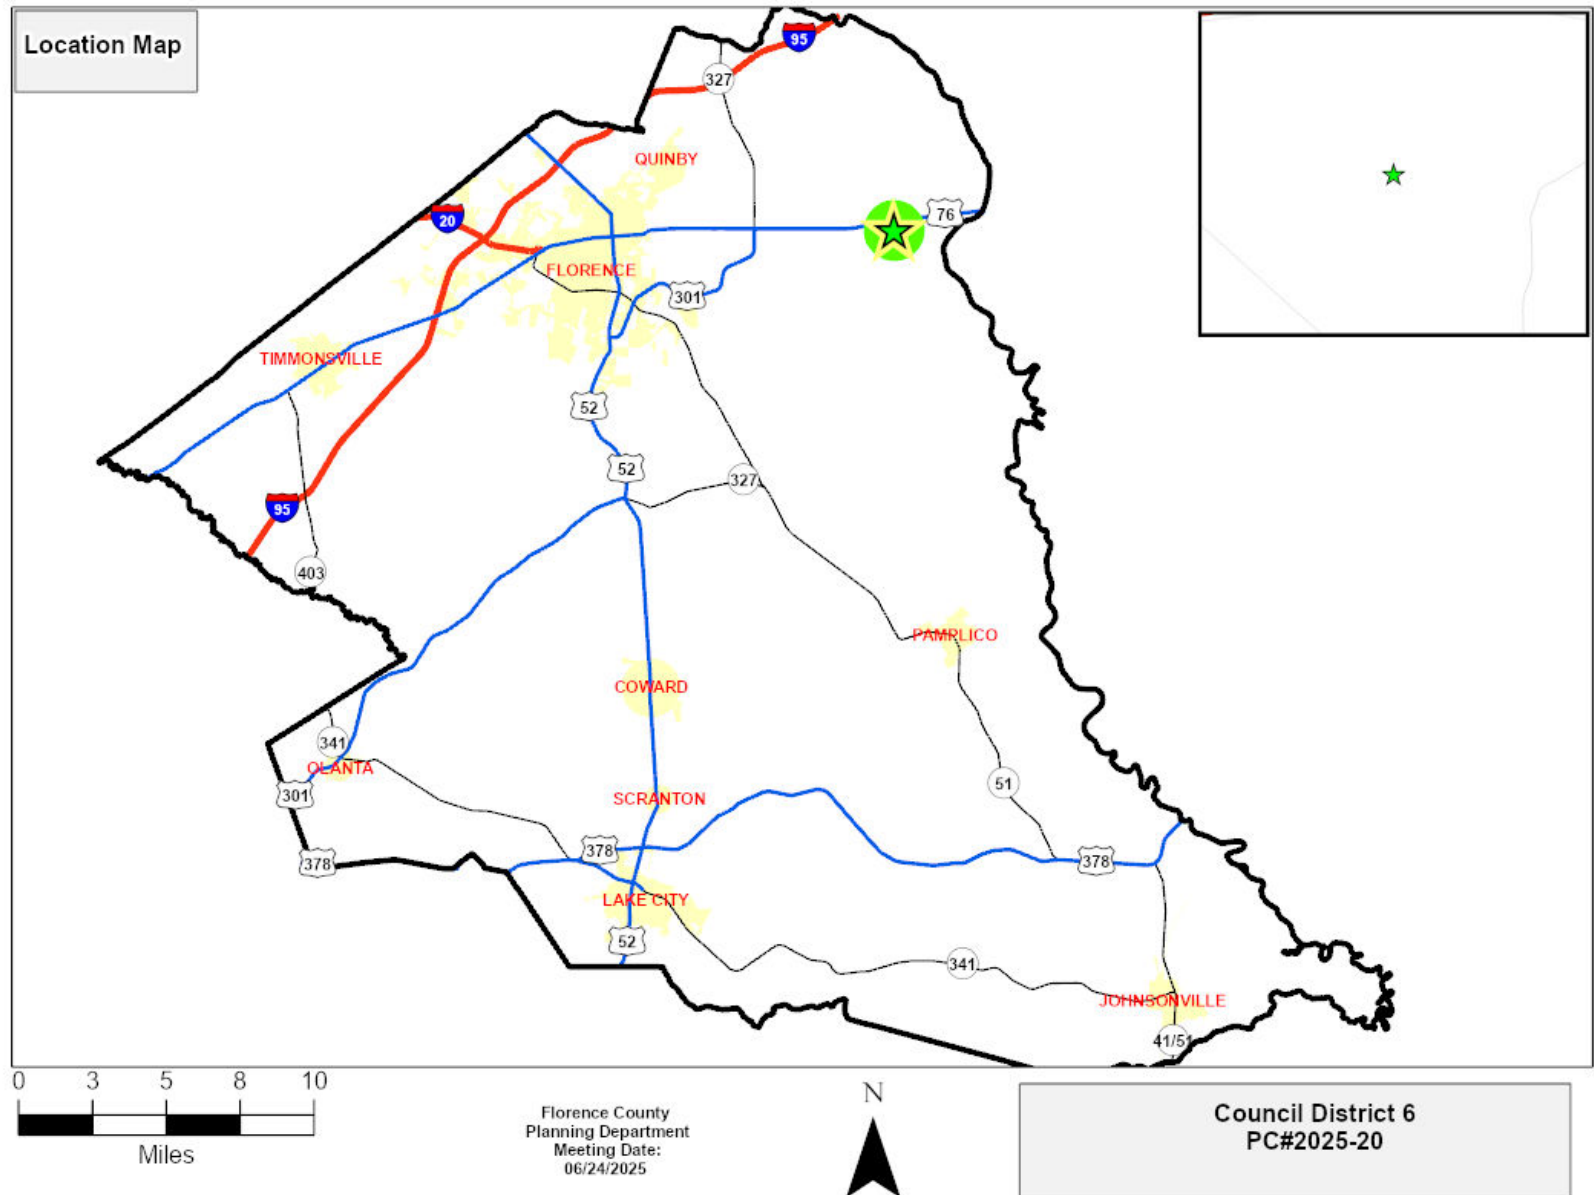 Location Map
95
327
QUINBY
20
76
FLORENCE
301
TIMMONSVILLE
52
52
327
95
403
PAMPLICO
COWARD
341
OLANTA
51
301
SCRANTON
378
378
378
LAKE CITY
52
341
JOHNSONVILLE
41/51
0 3 5 8 10
Miles
Florence County
Planning Department
Meeting Date:
06/24/2025
N
Council District 6
PC#2025-20